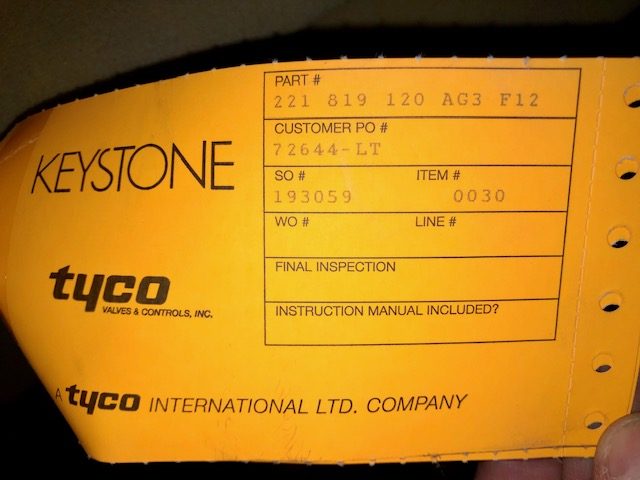 KEYSTONE
tyco
VALVES & CONTROLS, INC.
A tyco INTERNATIONAL LTD. COMPANY
PART #
221 819 120 AG3 F12
CUSTOMER PO #
72644-LT
SO # ITEM #
193059 0030
WO # LINE #
FINAL INSPECTION
INSTRUCTION MANUAL INCLUDED?